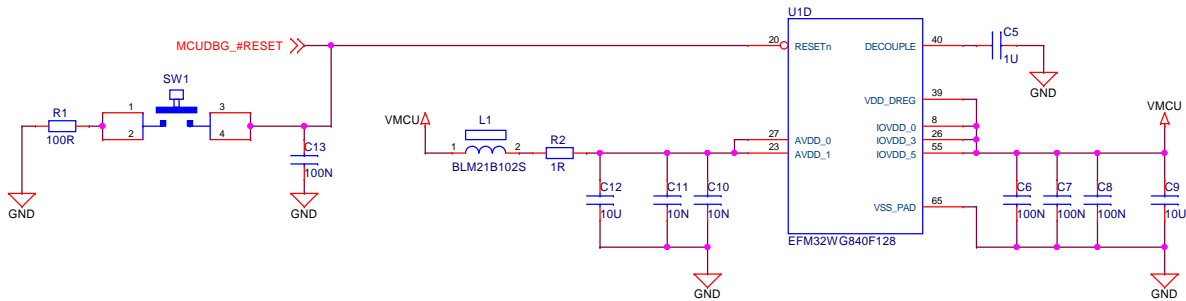 U1D
MCUDBG_#RESET
20
RESETn
DECOUPLE
40
C5
1U
GND
SW1
1
2
3
4
R1
100R
GND
C13
100N
GND
VMCU
L1
1
2
BLM21B102S
R2
1R
27
23
AVDD_0
AVDD_1
VDD_DREG
39
IOVDD_0
8
IOVDD_3
26
IOVDD_5
55
VMCU
C12
10U
C11
10N
C10
10N
GND
VSS_PAD
65
C6
100N
C7
100N
C8
100N
C9
10U
GND
EFM32WG840F128